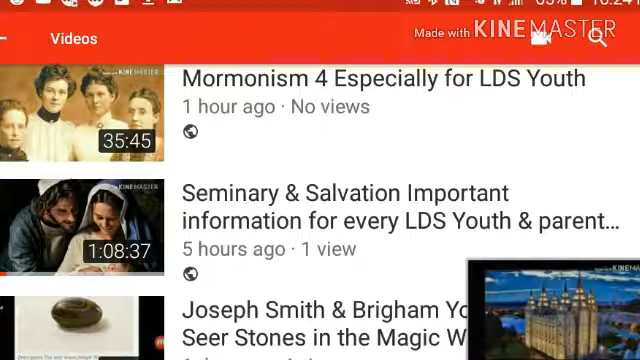 Videos
Made with KINEMASTER
KINEMASTER
35:45
Mormonism 4 Especially for LDS Youth
1 hour ago · No views
KINEMASTER
1:08:37
Seminary & Salvation Important
information for every LDS Youth & parent...
5 hours ago · 1 view
Joseph Smith & Brigham Yo
Seer Stones in the Magic W